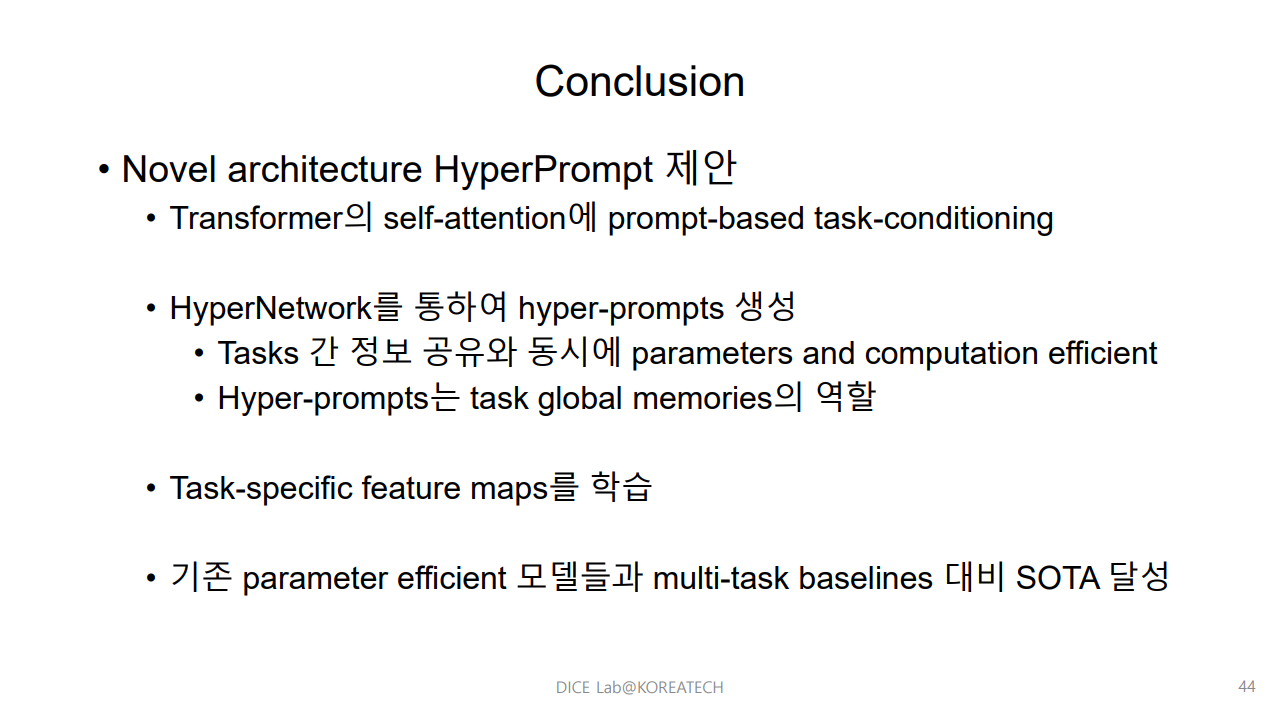 Conclusion
• Novel architecture HyperPrompt 제안
• Transformer의 self-attention에 prompt-based task-conditioning
• HyperNetwork를 통하여 hyper-prompts 생성
• Tasks 간 정보 공유와 동시에 parameters and computation efficient
• Hyper-prompts는 task global memories의 역할
• Task-specific feature maps를 학습
• 기존 parameter efficient 모델들과 multi-task baselines 대비 SOTA 달성
DICE Lab@KOREATECH
44